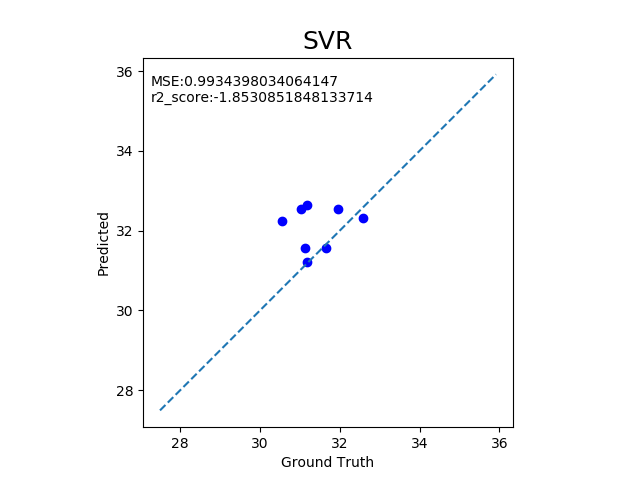 SVR
MSE:0.9934398034064147
r2_score:-1.8530851848133714
36
34
32
30
28
Predicted
28 30 32 34 36
Ground Truth